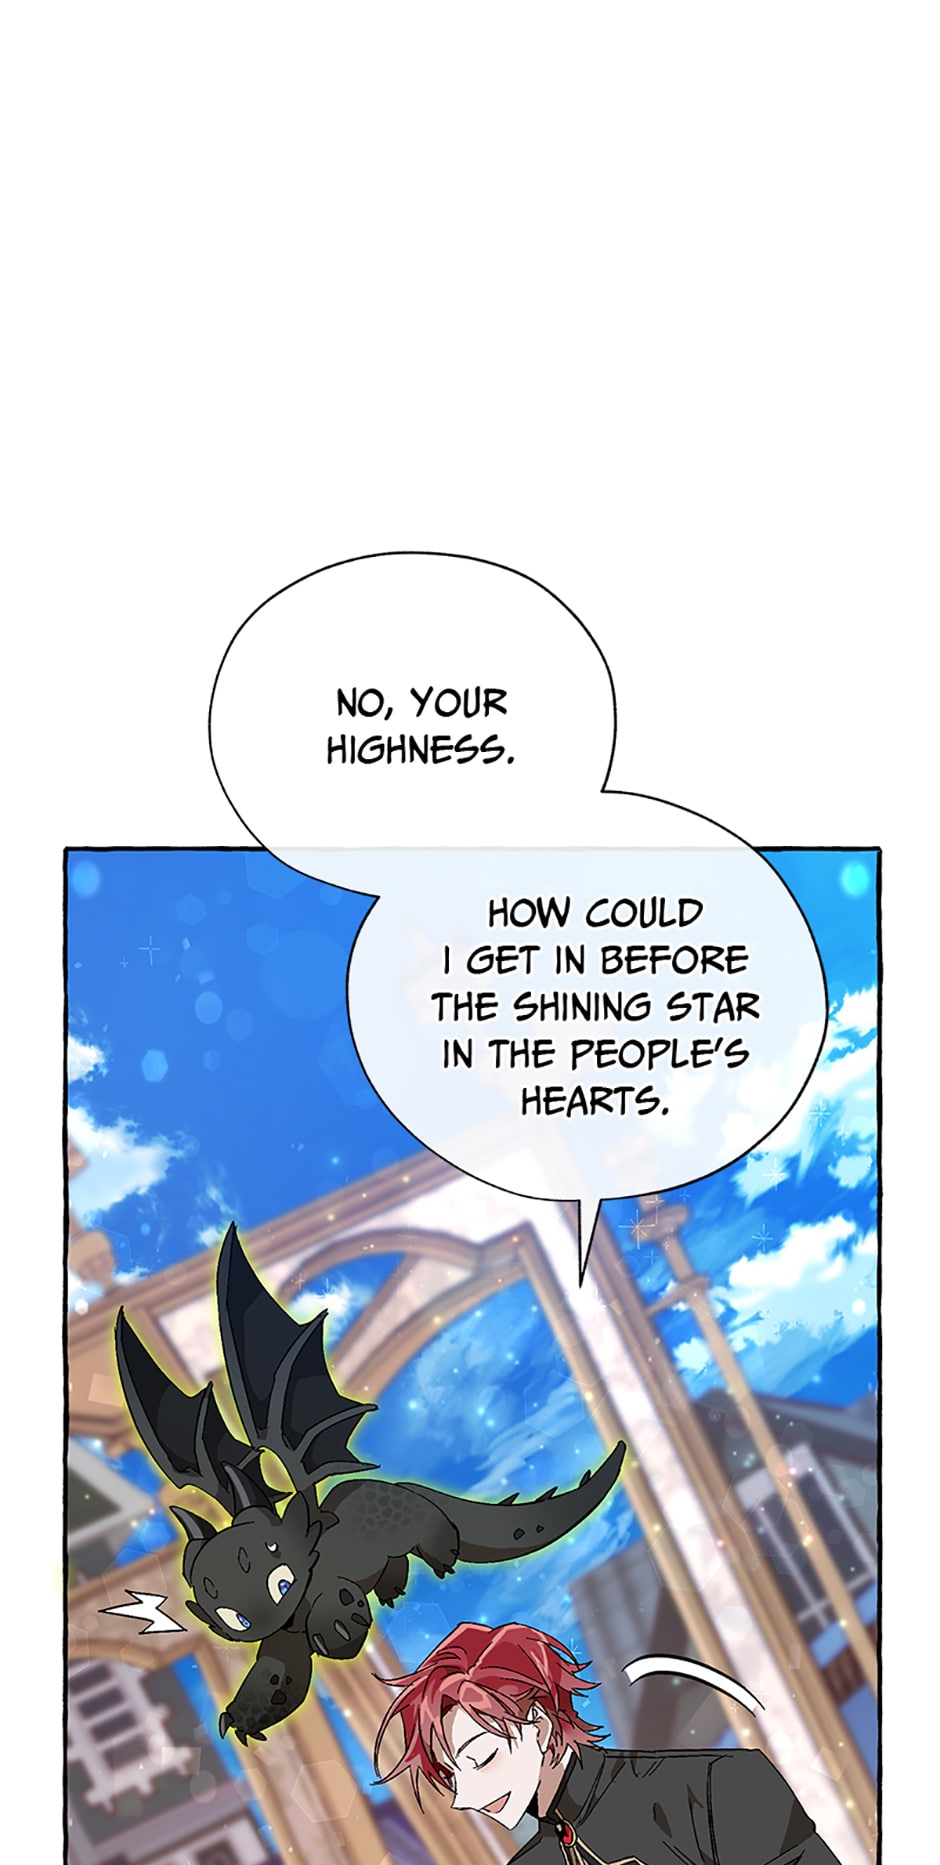 NO, YOUR
HIGHNESS.
HOW COULD
I GET IN BEFORE
THE SHINING STAR
IN THE PEOPLE'S
HEARTS.